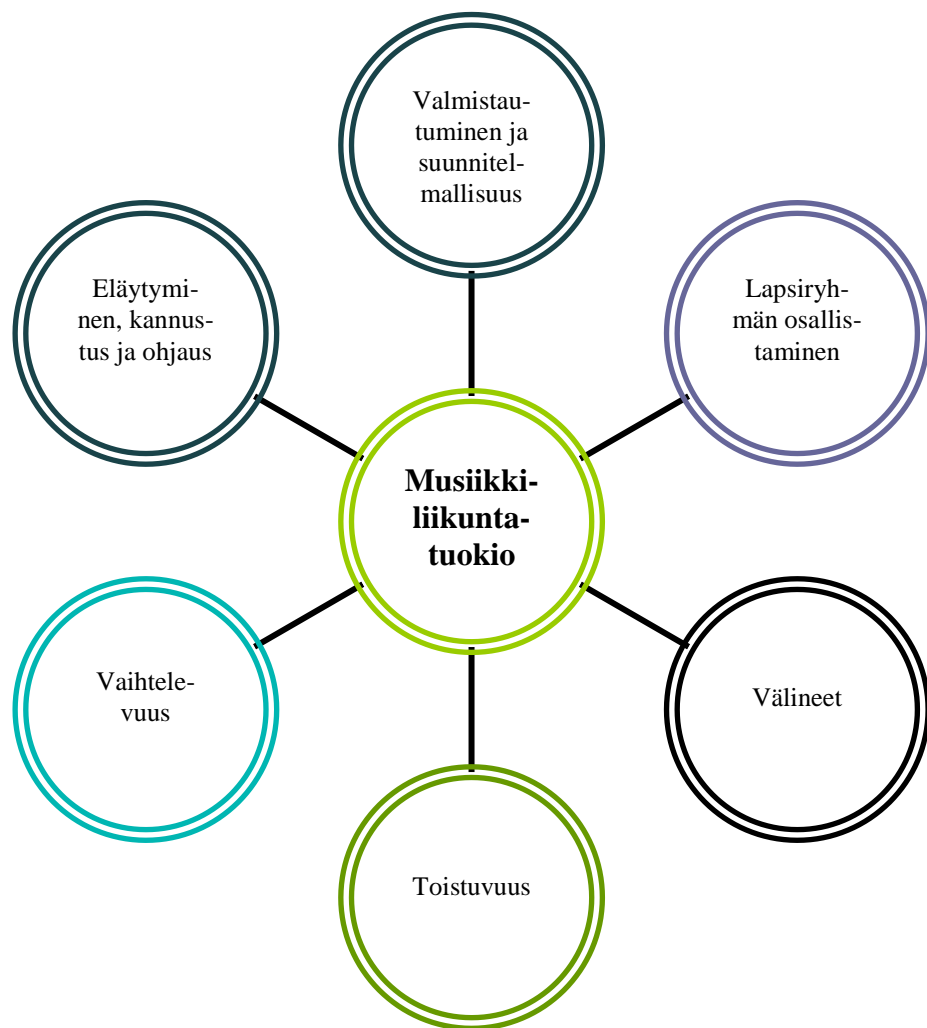 Valmistau-
tuminen ja
suunnitel-
mallisuus
Eläytymi-
nen, kannus-
tus ja ohjaus
Lapsiryh-
män osallis-
taminen
Musiikki-
liikunta-
tuokio
Vaihtele-
vuus
Välineet
Toistuvuus